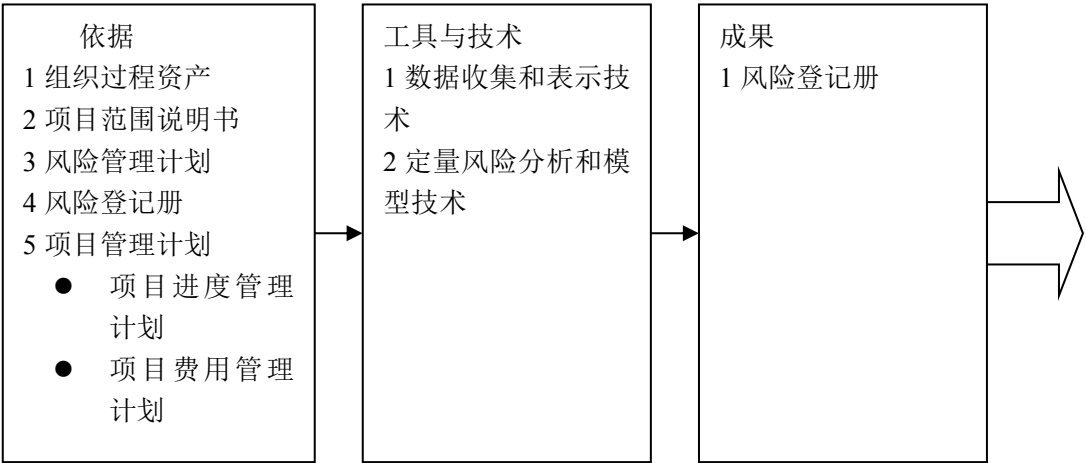 依据
1 组织过程资产
2 项目范围说明书
3 风险管理计划
4 风险登记册
5 项目管理计划
● 项目进度管理
计划
● 项目费用管理
计划
工具与技术
1 数据收集和表示技
术
2 定量风险分析和模
型技术
成果
1 风险登记册